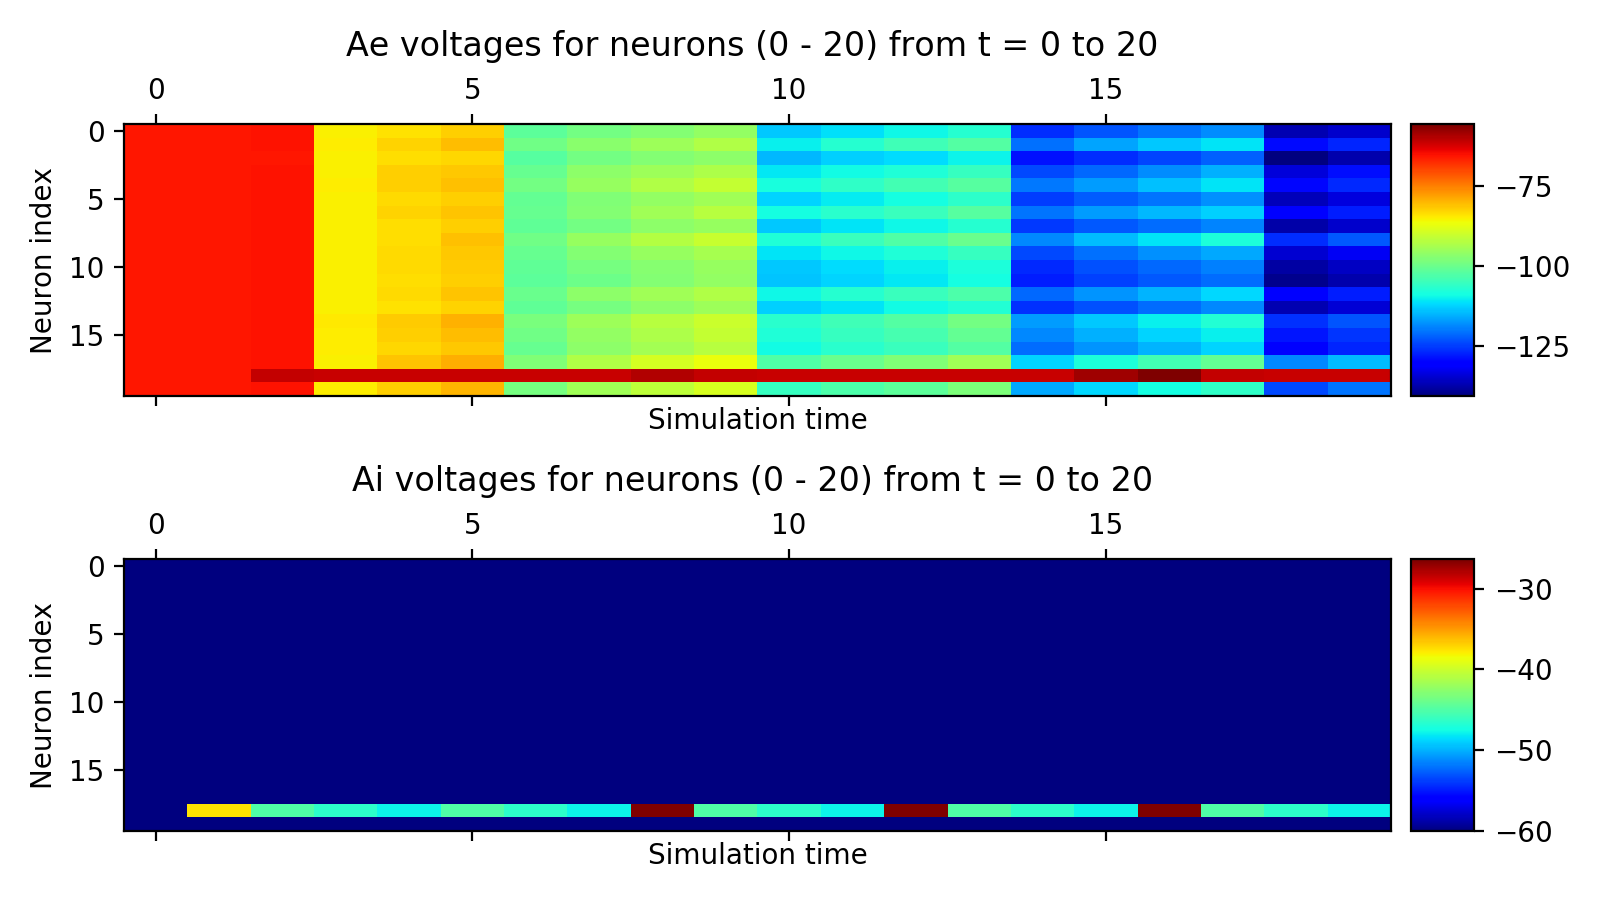 Ae voltages for neurons (0 - 20) from t = 0 to 20
0 5 10 15
Neuron index
0
5
10
15
−75
−100
−125
Simulation time
Ai voltages for neurons (0 - 20) from t = 0 to 20
0 5 10 15
Neuron index
0
5
10
15
−30
−40
−50
−60
Simulation time